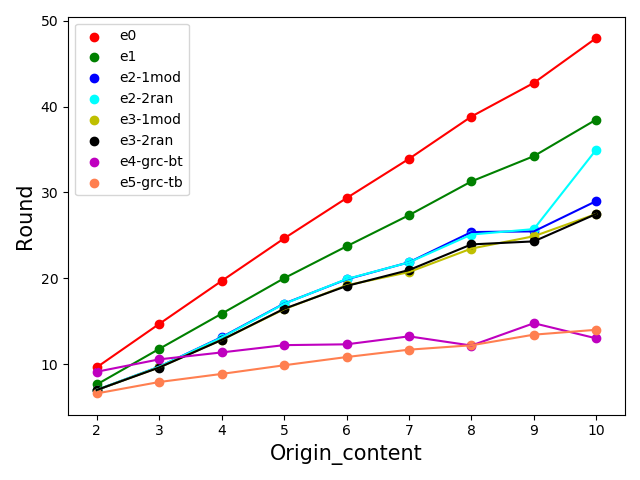 50
40
30
20
10
Round
e0
e1
e2-1mod
e2-2ran
e3-1mod
e3-2ran
e4-grc-bt
e5-grc-tb
2 3 4 5 6 7 8 9 10
Origin_content